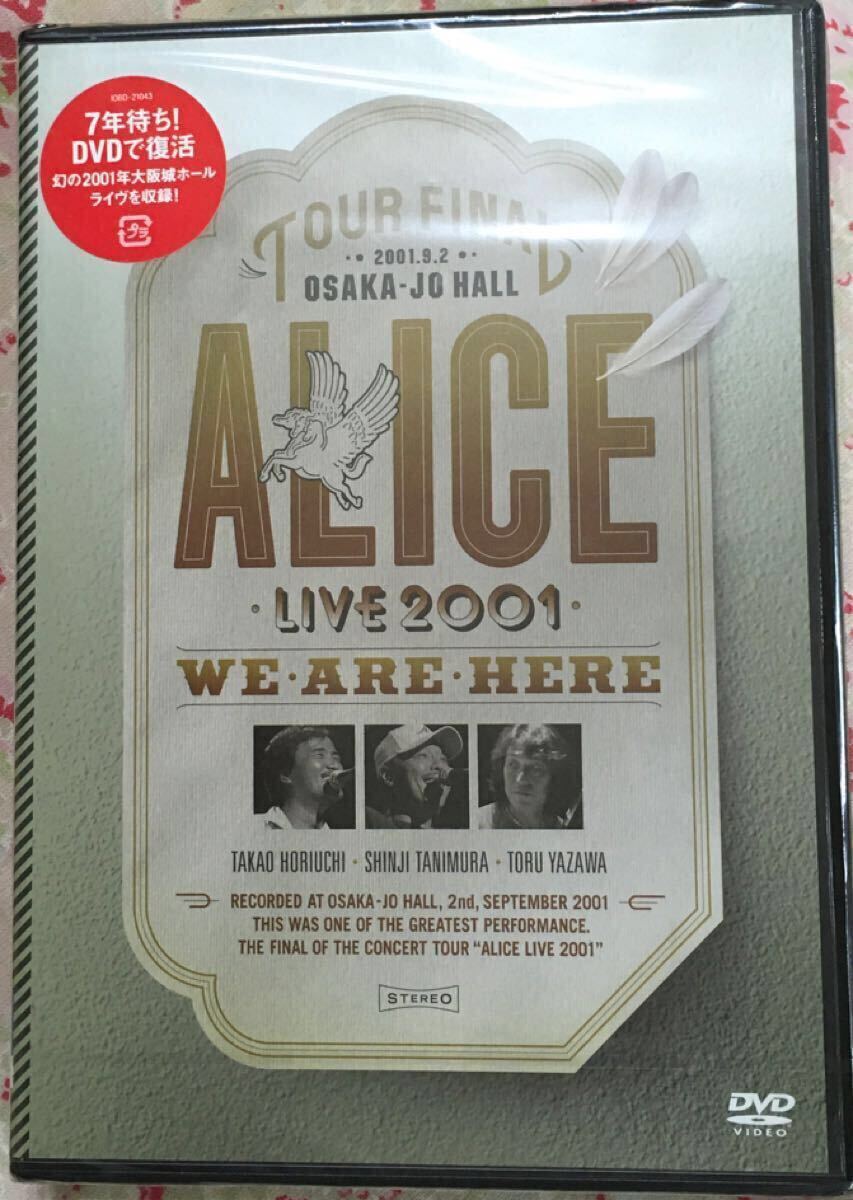 IOBD-21043
7年待ち!
DVDで復活
幻の2001年大阪城ホール
ライヴを収録!
プラ
TOUR FINAL
2001.9.2
OSAKA-JO HALL
ALICE
・LIVE 2001・
WE・ARE・HERE
TAKAO HORIUCHI・SHINJI TANIMURA・TORU YAZAWA
RECORDED AT OSAKA-JO HALL, 2nd, SEPTEMBER 2001
THIS WAS ONE OF THE GREATEST PERFORMANCE.
THE FINAL OF THE CONCERT TOUR “ALICE LIVE 2001”
STEREO
DVD
VIDEO